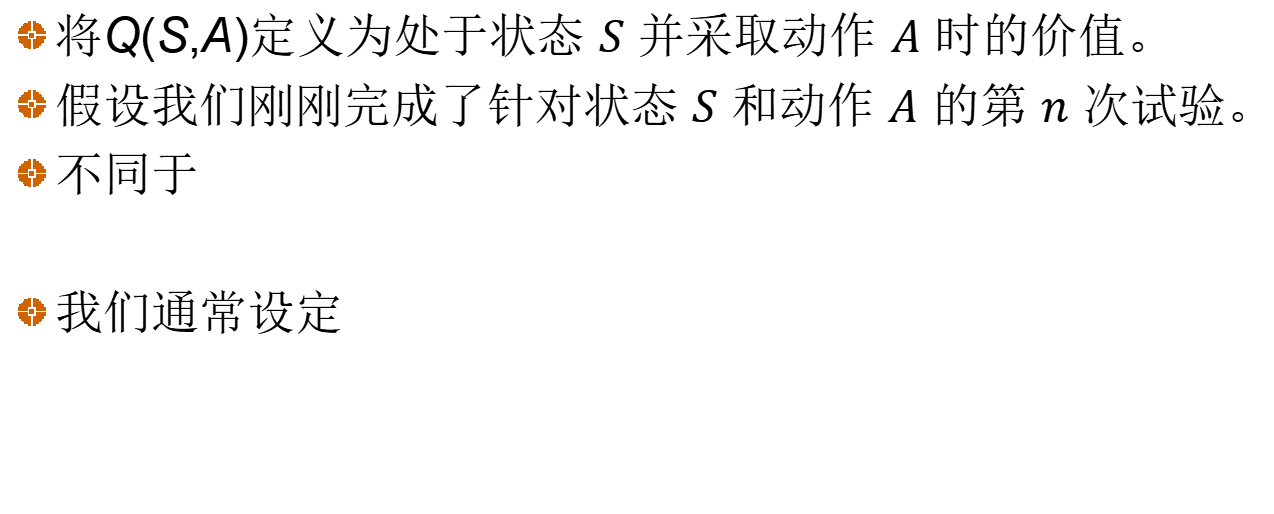 将Q(S,A)定义为处于状态 S 并采取动作 A 时的价值。
假设我们刚刚完成了针对状态 S 和动作 A 的第 n 次试验。
不同于
我们通常设定